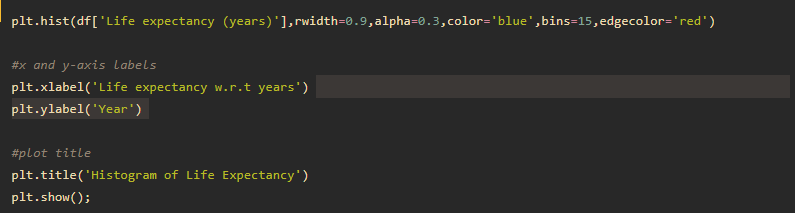 plt.hist(df['Life expectancy (years)'],rwidth=0.9,alpha=0.3,color='blue',bins=15,edgecolor='red')
#x and y-axis labels
plt.xlabel('Life expectancy w.r.t years')
plt.ylabel('Year')
#plot title
plt.title('Histogram of Life Expectancy')
plt.show();